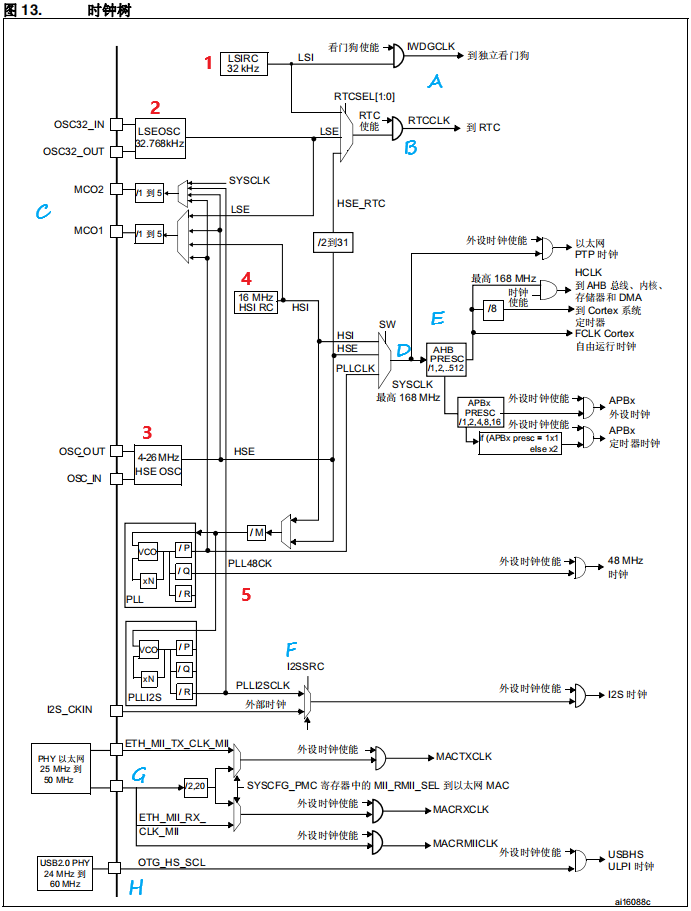 图 13. 时钟树
1
LSIRC
32 kHz
LSI
看门狗使能
IWDGCLK
到独立看门狗
A
RTCSEL[1:0]
2
OSC32_IN
OSC32_OUT
LSEOSC
32.768kHz
LSE
RTC
使能
RTCCLK
到 RTC
B
C
MCO2
/1 到 5
SYSCLK
MCO1
/1 到 5
LSE
HSE_RTC
/2到31
外设时钟使能
以太网
PTP 时钟
4
16 MHz
HSI RC
HSI
SW
HSI
HSE
PLLCLK
D
SYSCLK
最高 168 MHz
E
AHB
PRESC
/1,2,..512
最高 168 MHz
时钟
使能
/8
HCLK
到 AHB 总线、内核、
存储器和 DMA
到 Cortex 系统
定时器
FCLK Cortex
自由运行时钟
APBx
PRESC
/1,2,4,8,16
外设时钟使能
APBx
外设时钟
if (APBx presc = 1x1
else x2
外设时钟使能
APBx
定时器时钟
3
OSC_OUT
OSC_IN
4-26 MHz
HSE OSC
HSE
/ M
VCO
xN
/ P
/ Q
/ R
PLL
PLL48CK
5
外设时钟使能
48 MHz
时钟
VCO
xN
/ P
/ Q
/ R
PLLI2S
F
I2SSRC
PLLI2SCLK
I2S_CKIN
外部时钟
外设时钟使能
I2S 时钟
PHY 以太网
25 MHz 到
50 MHz
ETH_MII_TX_CLK_MII
外设时钟使能
MACTXCLK
G
/2,20
SYSCFG_PMC 寄存器中的 MII_RMII_SEL 到以太网 MAC
ETH_MII_RX_
CLK_MII
外设时钟使能
MACRXCLK
外设时钟使能
MACRMIICLK
USB2.0 PHY
24 MHz 到
60 MHz
OTG_HS_SCL
H
外设时钟使能
USBHS
ULPI 时钟
ai16088c